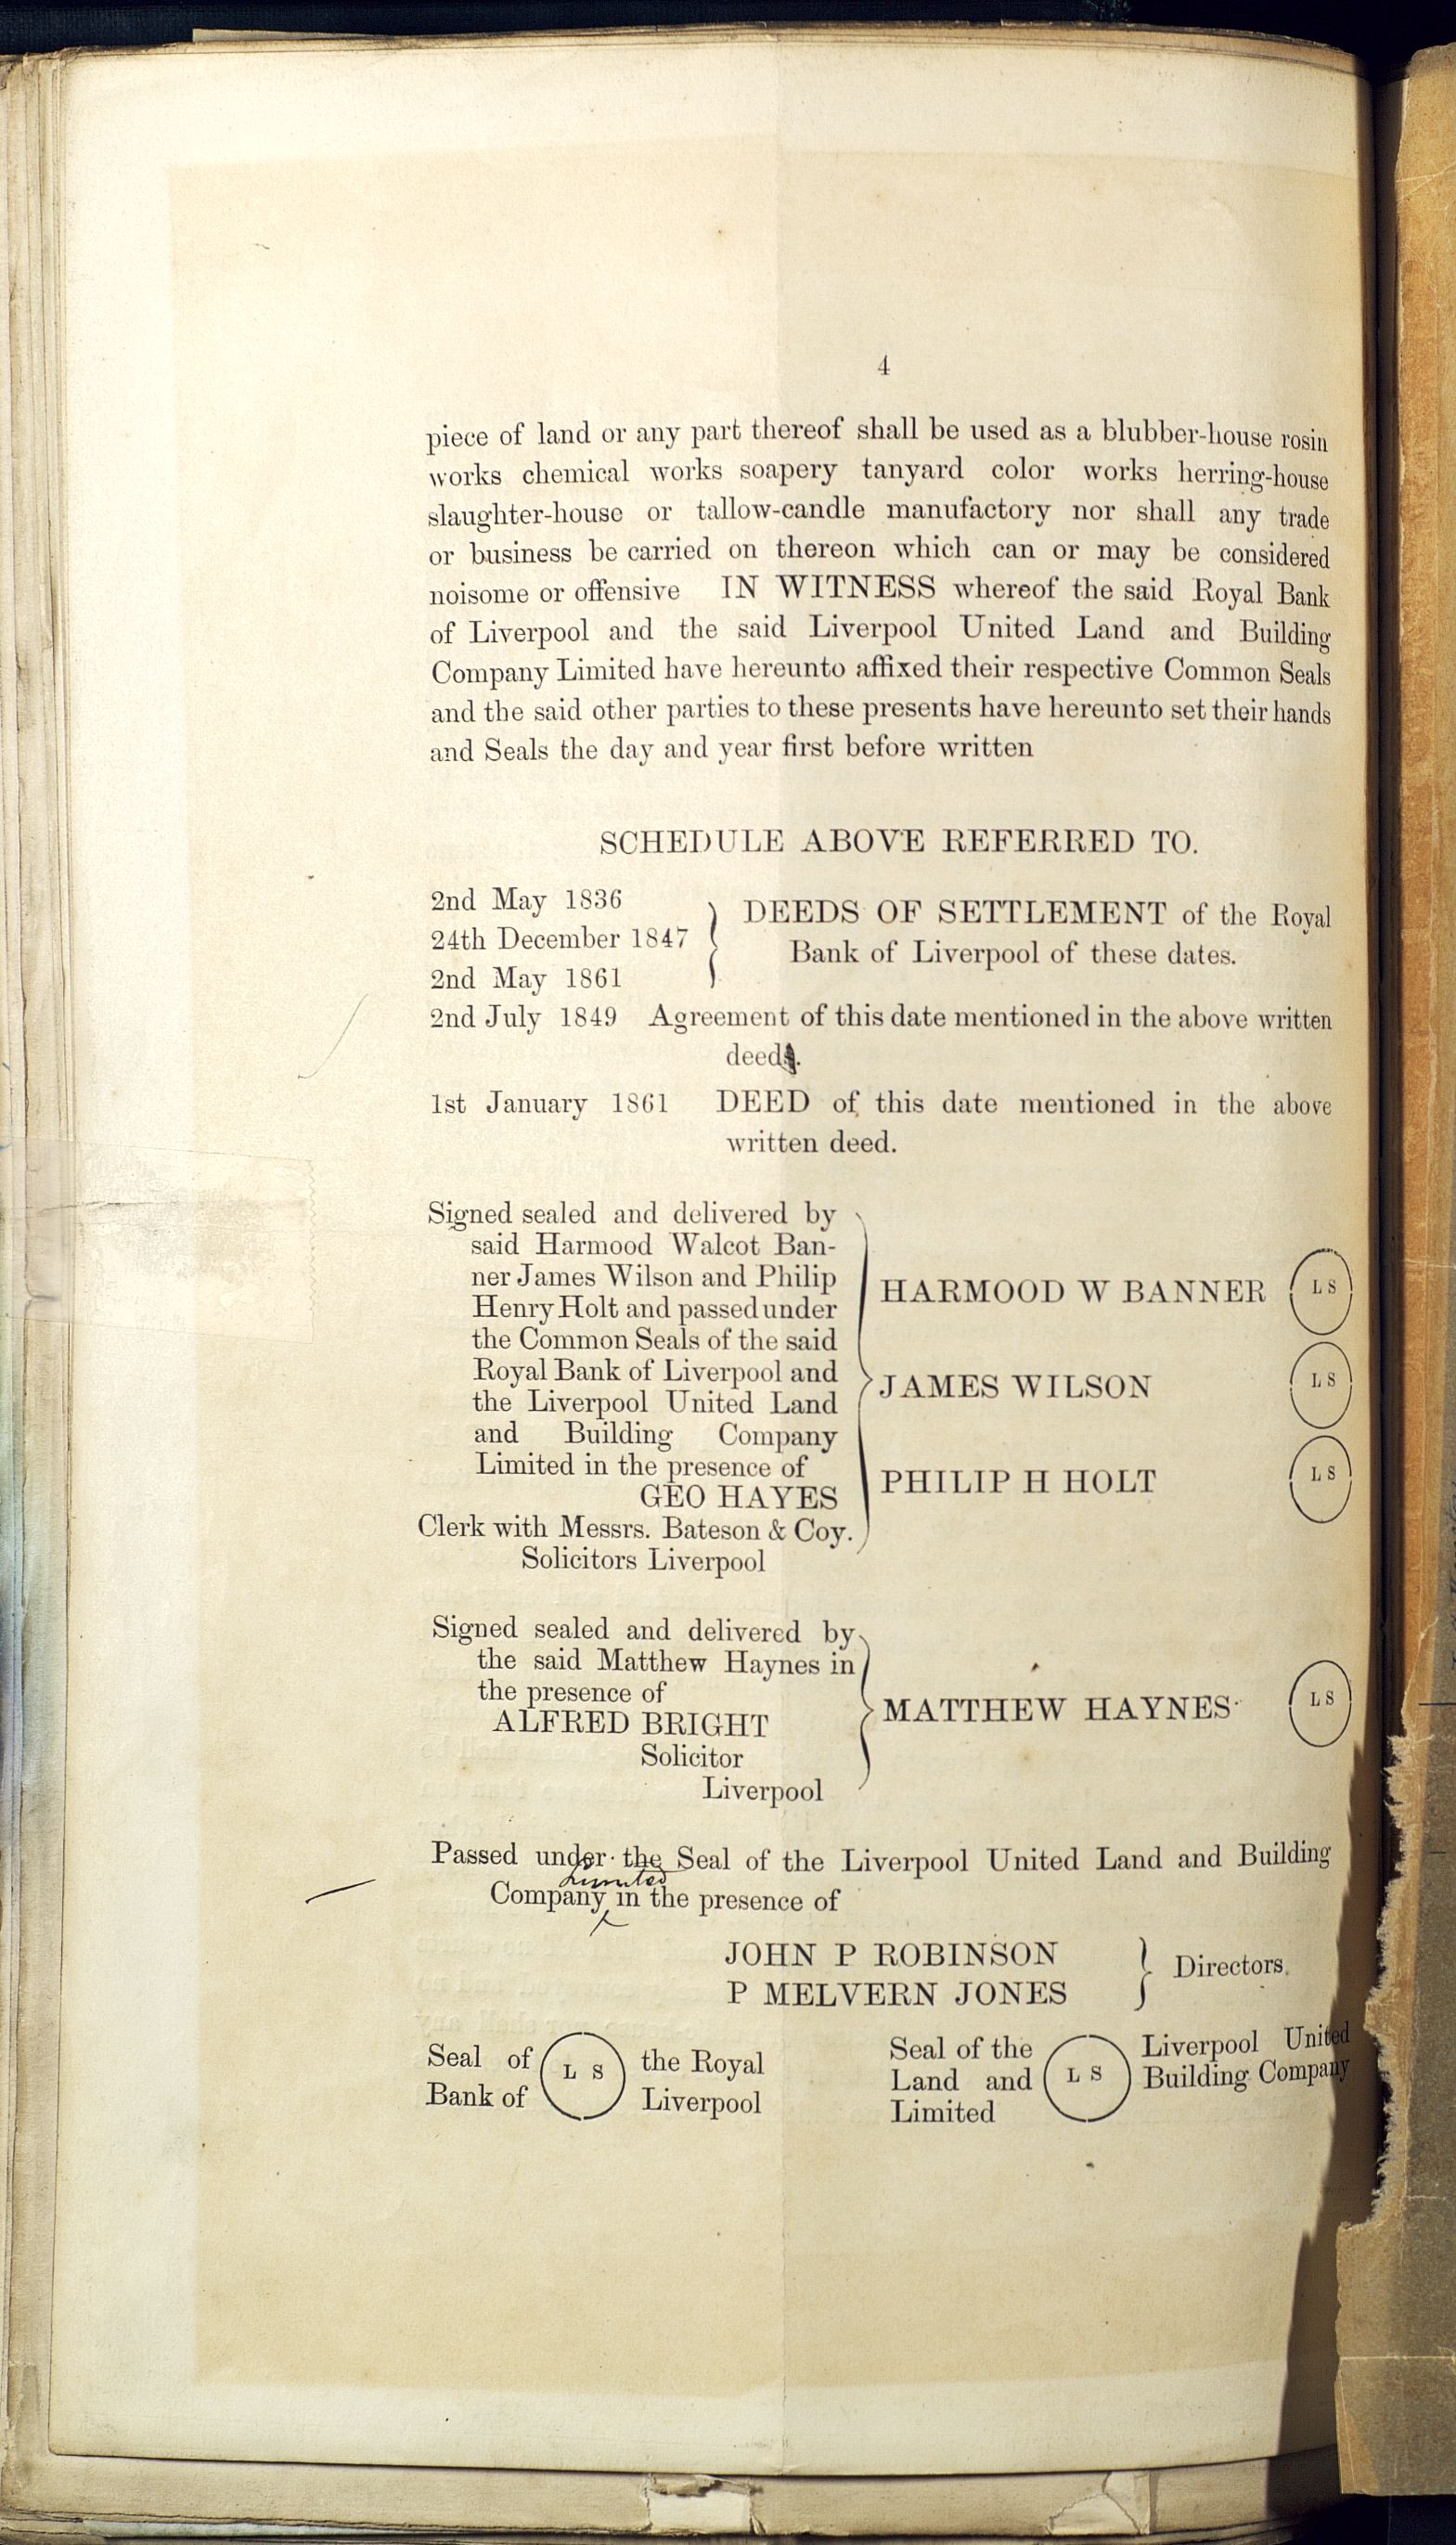 4
piece of land or any part thereof shall be used as a blubber-house rosin
works chemical works soapery tanyard color works herring-house
slaughter-house or tallow-candle manufactory nor shall any trade
or business be carried on thereon which can or may be considered
noisome or offensive IN WITNESS whereof the said Royal Bank
of Liverpool and the said Liverpool United Land and Building
Company Limited have hereunto affixed their respective Common Seals
and the said other parties to these presents have hereunto set their hands
and Seals the day and year first before written
SCHEDULE ABOVE REFERRED TO.
2nd May 1836
24th December 1847
2nd May 1861
DEEDS OF SETTLEMENT of the Royal
Bank of Liverpool of these dates.
2nd July 1849 Agreement of this date mentioned in the above written
deed.
1st January 1861 DEED of this date mentioned in the above
written deed.
Signed sealed and delivered by
said Harmood Walcot Ban-
ner James Wilson and Philip
Henry Holt and passed under
the Common Seals of the said
Royal Bank of Liverpool and
the Liverpool United Land
and Building Company
Limited in the presence of
GEO HAYES
Clerk with Messrs. Bateson & Coy.
Solicitors Liverpool
HARMOOD W BANNER L S
JAMES WILSON L S
PHILIP H HOLT L S
Signed sealed and delivered by
the said Matthew Haynes in
the presence of
ALFRED BRIGHT
Solicitor
Liverpool
MATTHEW HAYNES L S
Passed under the Seal of the Liverpool United Land and Building
Limited
Company in the presence of
JOHN P ROBINSON
P MELVERN JONES
Directors.
Seal of L S the Royal
Bank of Liverpool
Seal of the L S Liverpool United
Land and Building Company
Limited